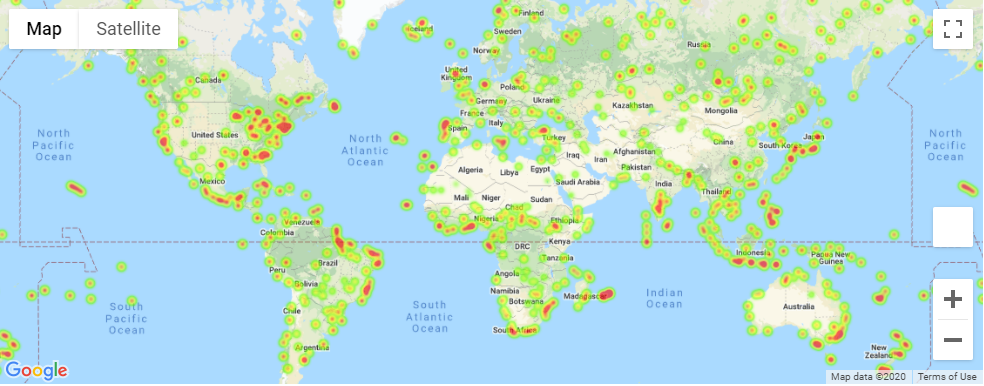 Map
Satellite
Iceland
Sweden
Finland
Norway
Russia
Canada
United
Kingdom
Poland
Germany
Ukraine
Kazakhstan
France
Mongolia
Italy
Spain
Turkey
United States
North
Pacific
Ocean
North
Atlantic
Ocean
China
Japan
South Korea
North
Pacific
Ocean
Afghanistan
Iraq
Iran
Pakistan
Algeria
Libya
Egypt
Saudi Arabia
India
Thailand
Mexico
Mali
Niger
Chad
Sudan
Nigeria
Ethiopia
Venezuela
Colombia
DRC
Kenya
Tanzania
Indonesia
Papua New
Guinea
Brazil
Peru
Bolivia
Angola
Namibia
Botswana
Madagascar
Indian
Ocean
South
Pacific
Ocean
South
Atlantic
Ocean
Chile
Australia
South Africa
Argentina
New
Zealand
Google
Map data ©2020
Terms of Use